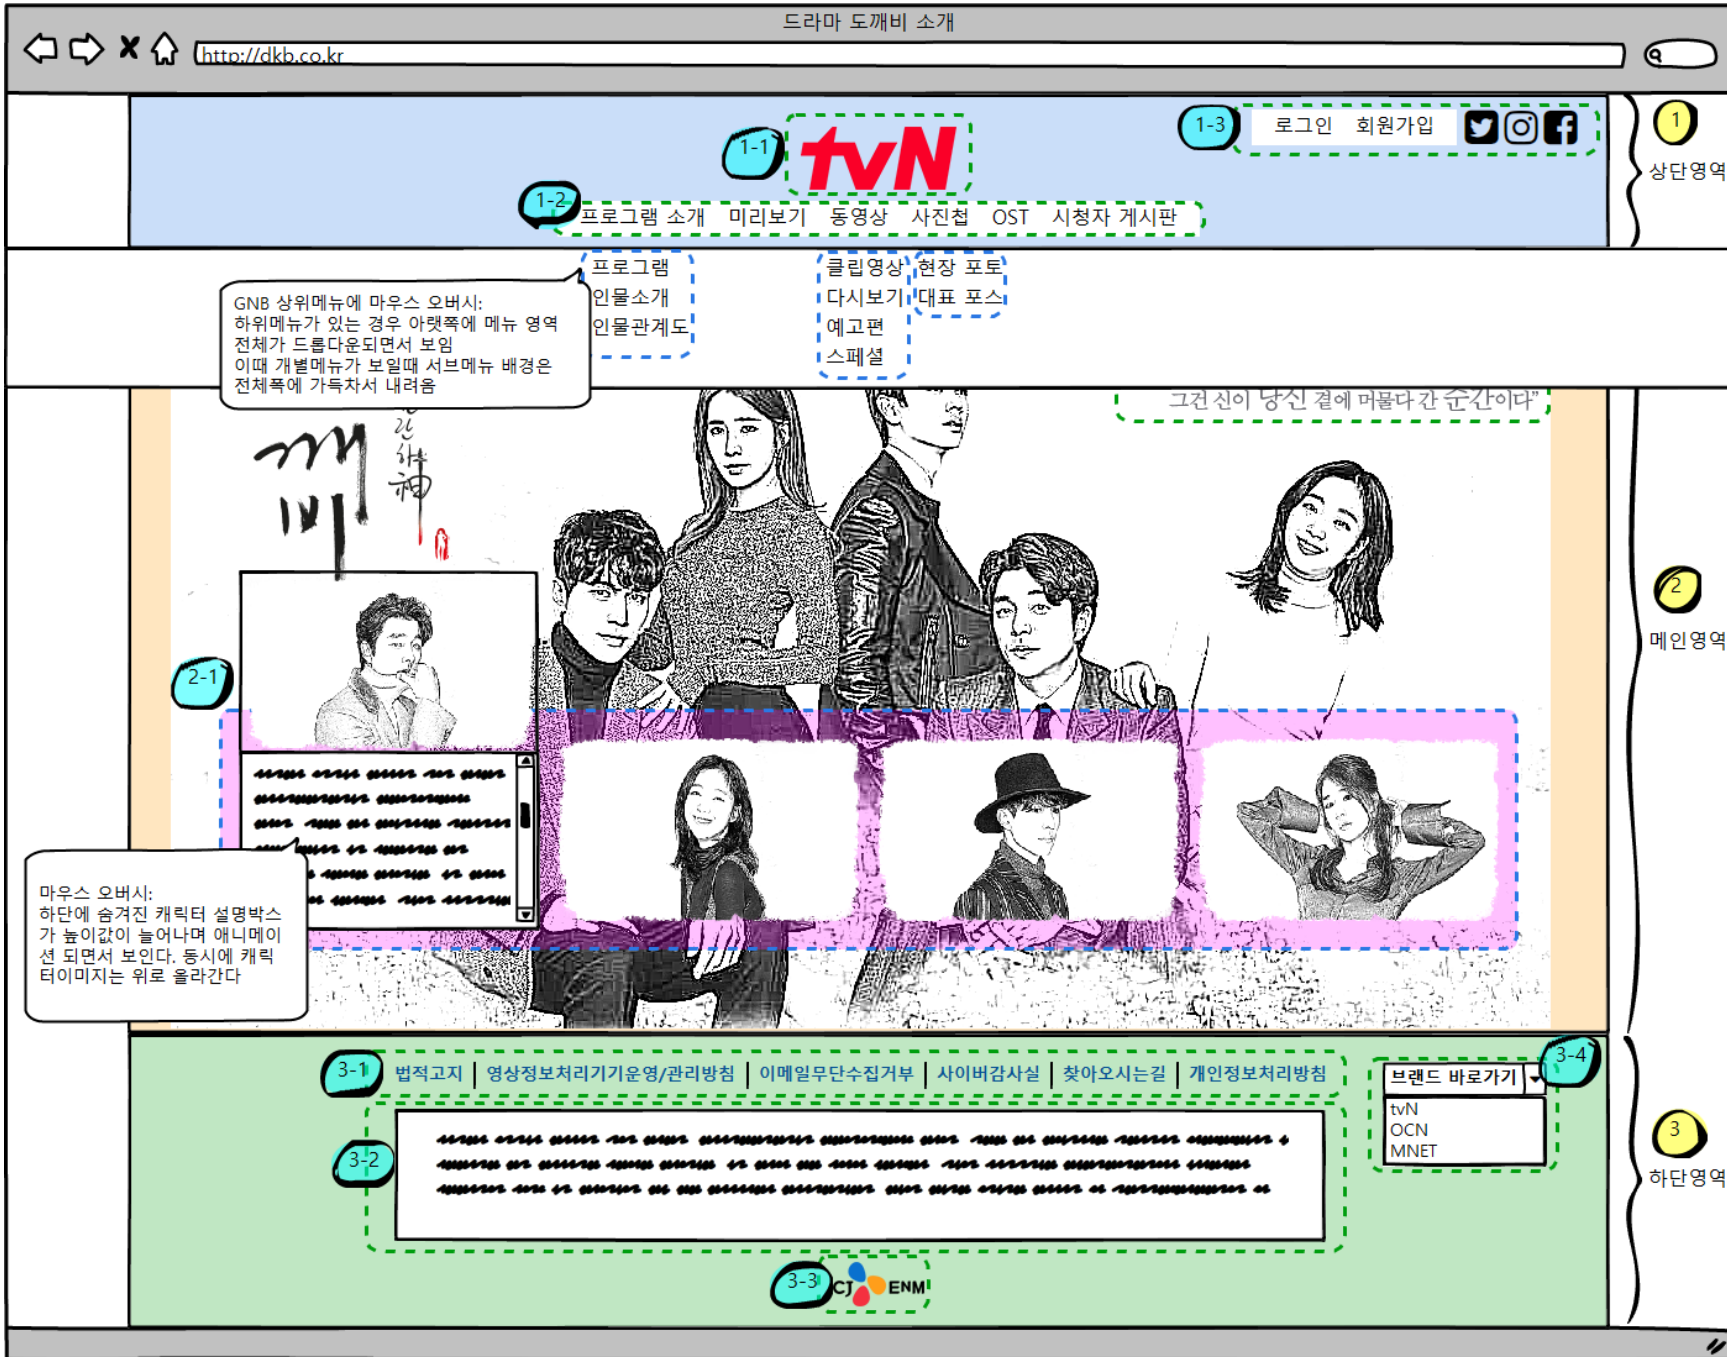 드라마 도깨비 소개
http://dkb.co.kr
1-1
tvN
1-3
로그인 회원가입
1
상단영역
1-2
프로그램 소개 미리보기 동영상 사진첩 OST 시청자 게시판
프로그램
인물소개
인물관계도
클립영상
다시보기
예고편
스페셜
현장 포토
대표 포스
GNB 상위메뉴에 마우스 오버시:
하위메뉴가 있는 경우 아랫쪽에 메뉴 영역
전체가 드롭다운되면서 보임
이때 개별메뉴가 보일때 서브메뉴 배경은
전체폭에 가득차서 내려옴
그건 신이 당신 곁에 머물다 간 순간이다”
깨비
란하神
2
메인영역
2-1
마우스 오버시:
하단에 숨겨진 캐릭터 설명박스
가 높이값이 늘어나며 애니메이
션 되면서 보인다. 동시에 캐릭
터이미지는 위로 올라간다
3-1
법적고지 | 영상정보처리기기운영/관리방침 | 이메일무단수집거부 | 사이버감사실 | 찾아오시는길 | 개인정보처리방침
3-4
브랜드 바로가기
tvN
OCN
MNET
3-2
3
하단영역
3-3
CJ ENM